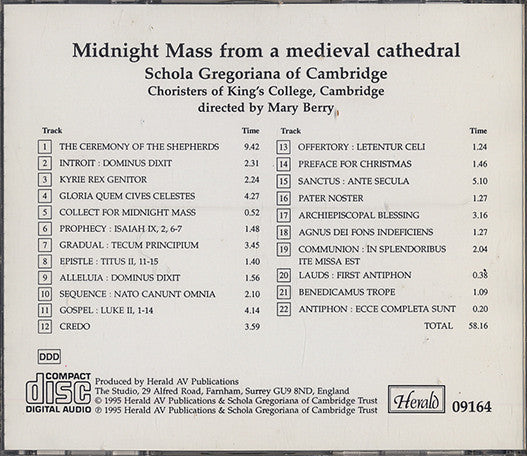 Midnight Mass from a medieval cathedral
Schola Gregoriana of Cambridge
Choristers of King's College, Cambridge
directed by Mary Berry
Track Time
1 THE CEREMONY OF THE SHEPHERDS 9.42
2 INTROIT : DOMINUS DIXIT 2.31
3 KYRIE REX GENITOR 2.24
4 GLORIA QUEM CIVES CELESTES 4.27
5 COLLECT FOR MIDNIGHT MASS 0.52
6 PROPHECY : ISAIAH IX, 2, 6-7 1.48
7 GRADUAL : TECUM PRINCIPIUM 3.45
8 EPISTLE : TITUS II, 11-15 1.40
9 ALLELUIA : DOMINUS DIXIT 1.56
10 SEQUENCE : NATO CANUNT OMNIA 2.10
11 GOSPEL : LUKE II, 1-14 4.14
12 CREDO 3.59
Track Time
13 OFFERTORY : LETENTUR CELI 1.24
14 PREFACE FOR CHRISTMAS 1.46
15 SANCTUS : ANTE SECULA 5.10
16 PATER NOSTER 1.27
17 ARCHIEPISCOPAL BLESSING 3.16
18 AGNUS DEI FONS INDEFICIENS 1.27
19 COMMUNION : IN SPLENDORIBUS 2.04
ITE MISSA EST
20 LAUDS : FIRST ANTIPHON 0.38
21 BENEDICAMUS TROPE 1.09
22 ANTIPHON : ECCE COMPLETA SUNT 0.20
TOTAL 58.16
DDD
COMPACT
disc
DIGITAL AUDIO
Produced by Herald AV Publications
The Studio, 29 Alfred Road, Farnham, Surrey GU9 8ND, England
© 1995 Herald AV Publications & Schola Gregoriana of Cambridge Trust
℗ 1995 Herald AV Publications & Schola Gregoriana of Cambridge Trust
Herald
09164